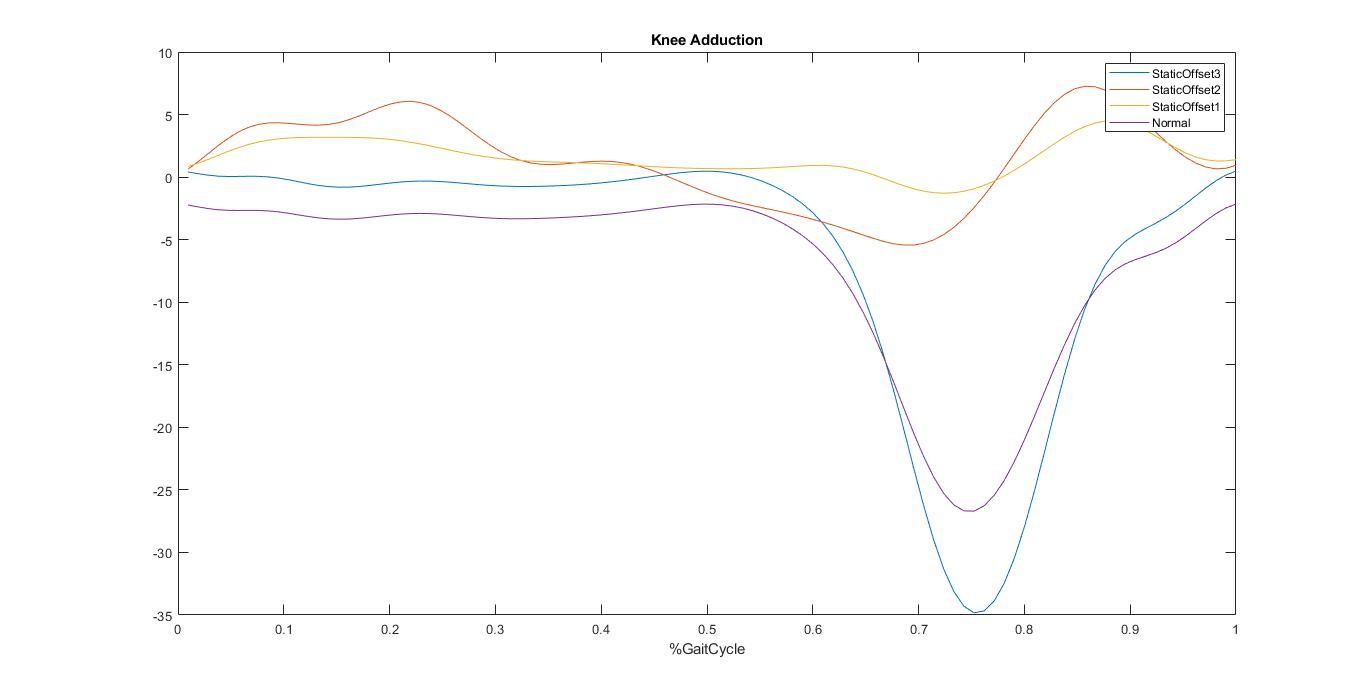 Knee Adduction
10
5
0
-5
-10
-15
-20
-25
-30
-35
StaticOffset3
StaticOffset2
StaticOffset1
Normal
0 0.1 0.2 0.3 0.4 0.5 0.6 0.7 0.8 0.9 1
%GaitCycle